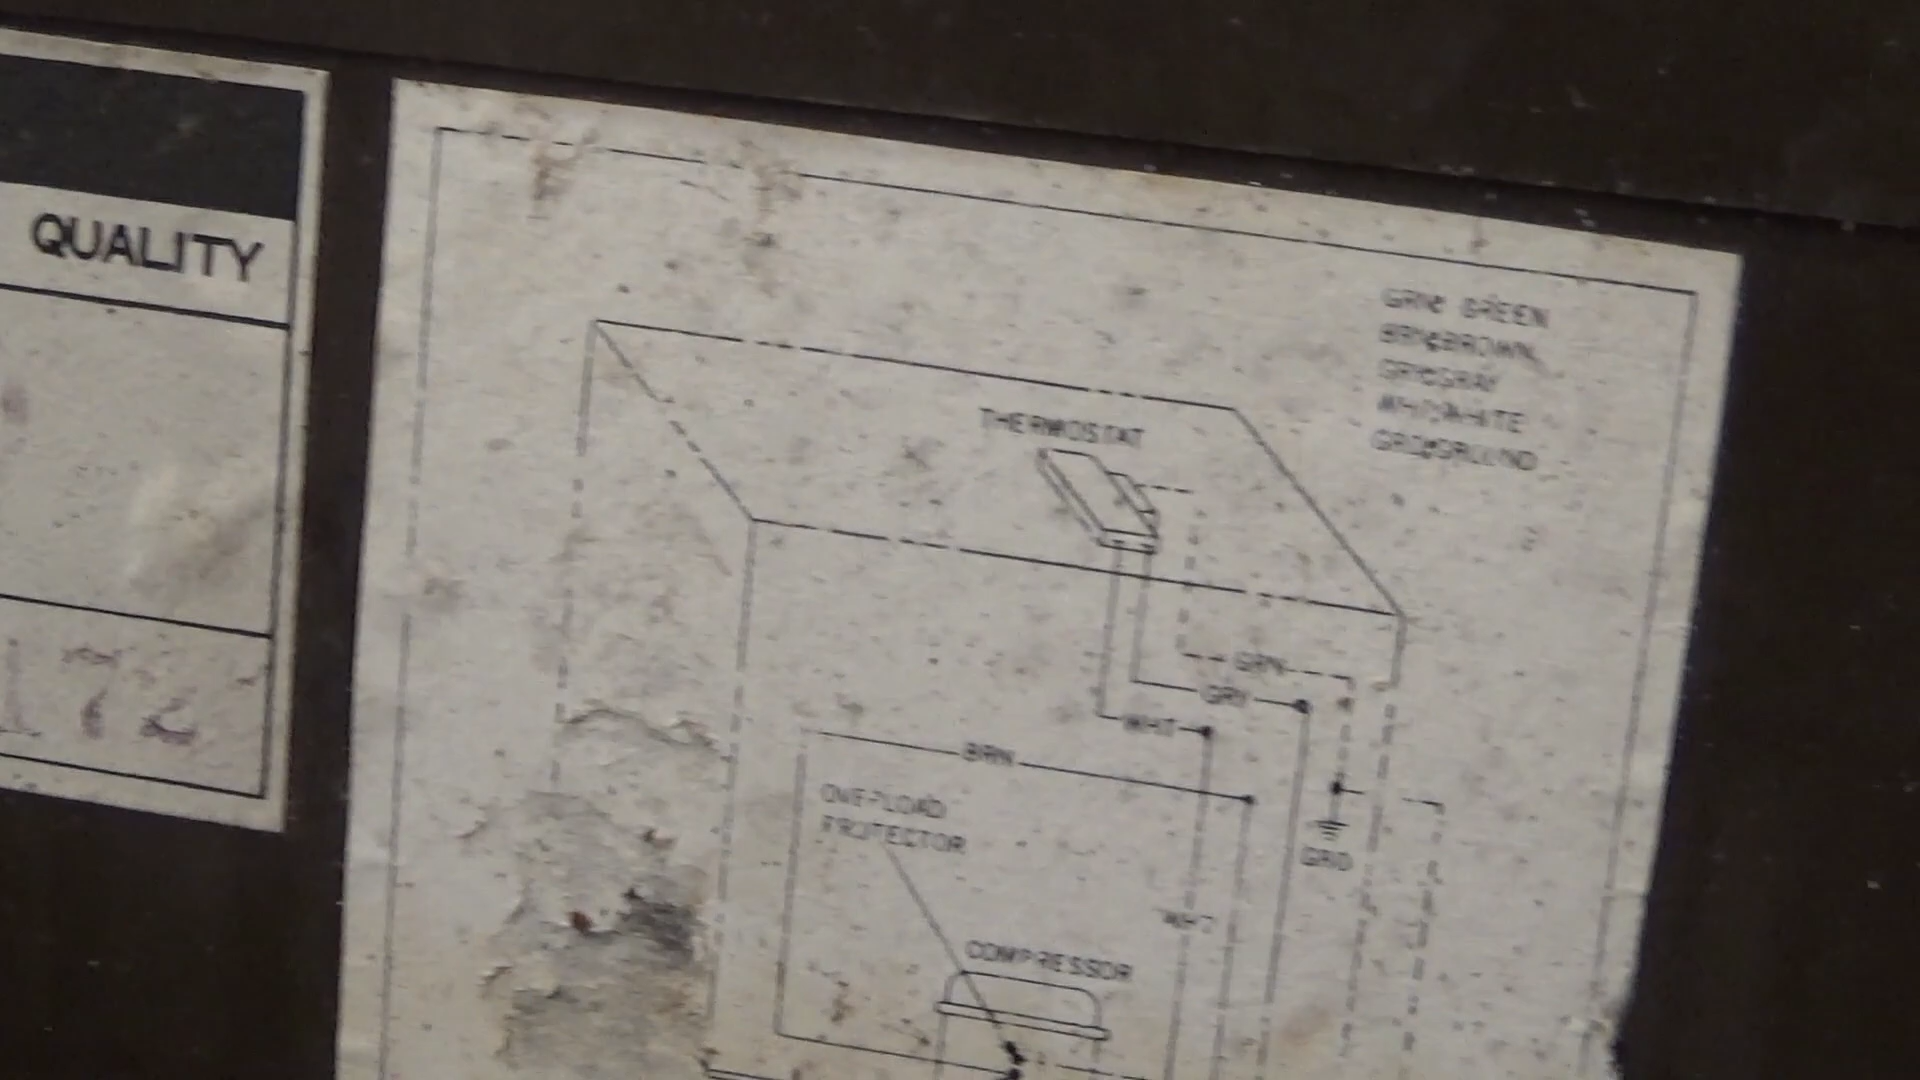 QUALITY
172
GRN= GREEN
BRN=BROWN
GRY=GRAY
WHT=WHITE
GRD=GROUND
THERMOSTAT
GRN
GRY
WHT
BRN
OVERLOAD
PROTECTOR
GRD
WHT
COMPRESSOR